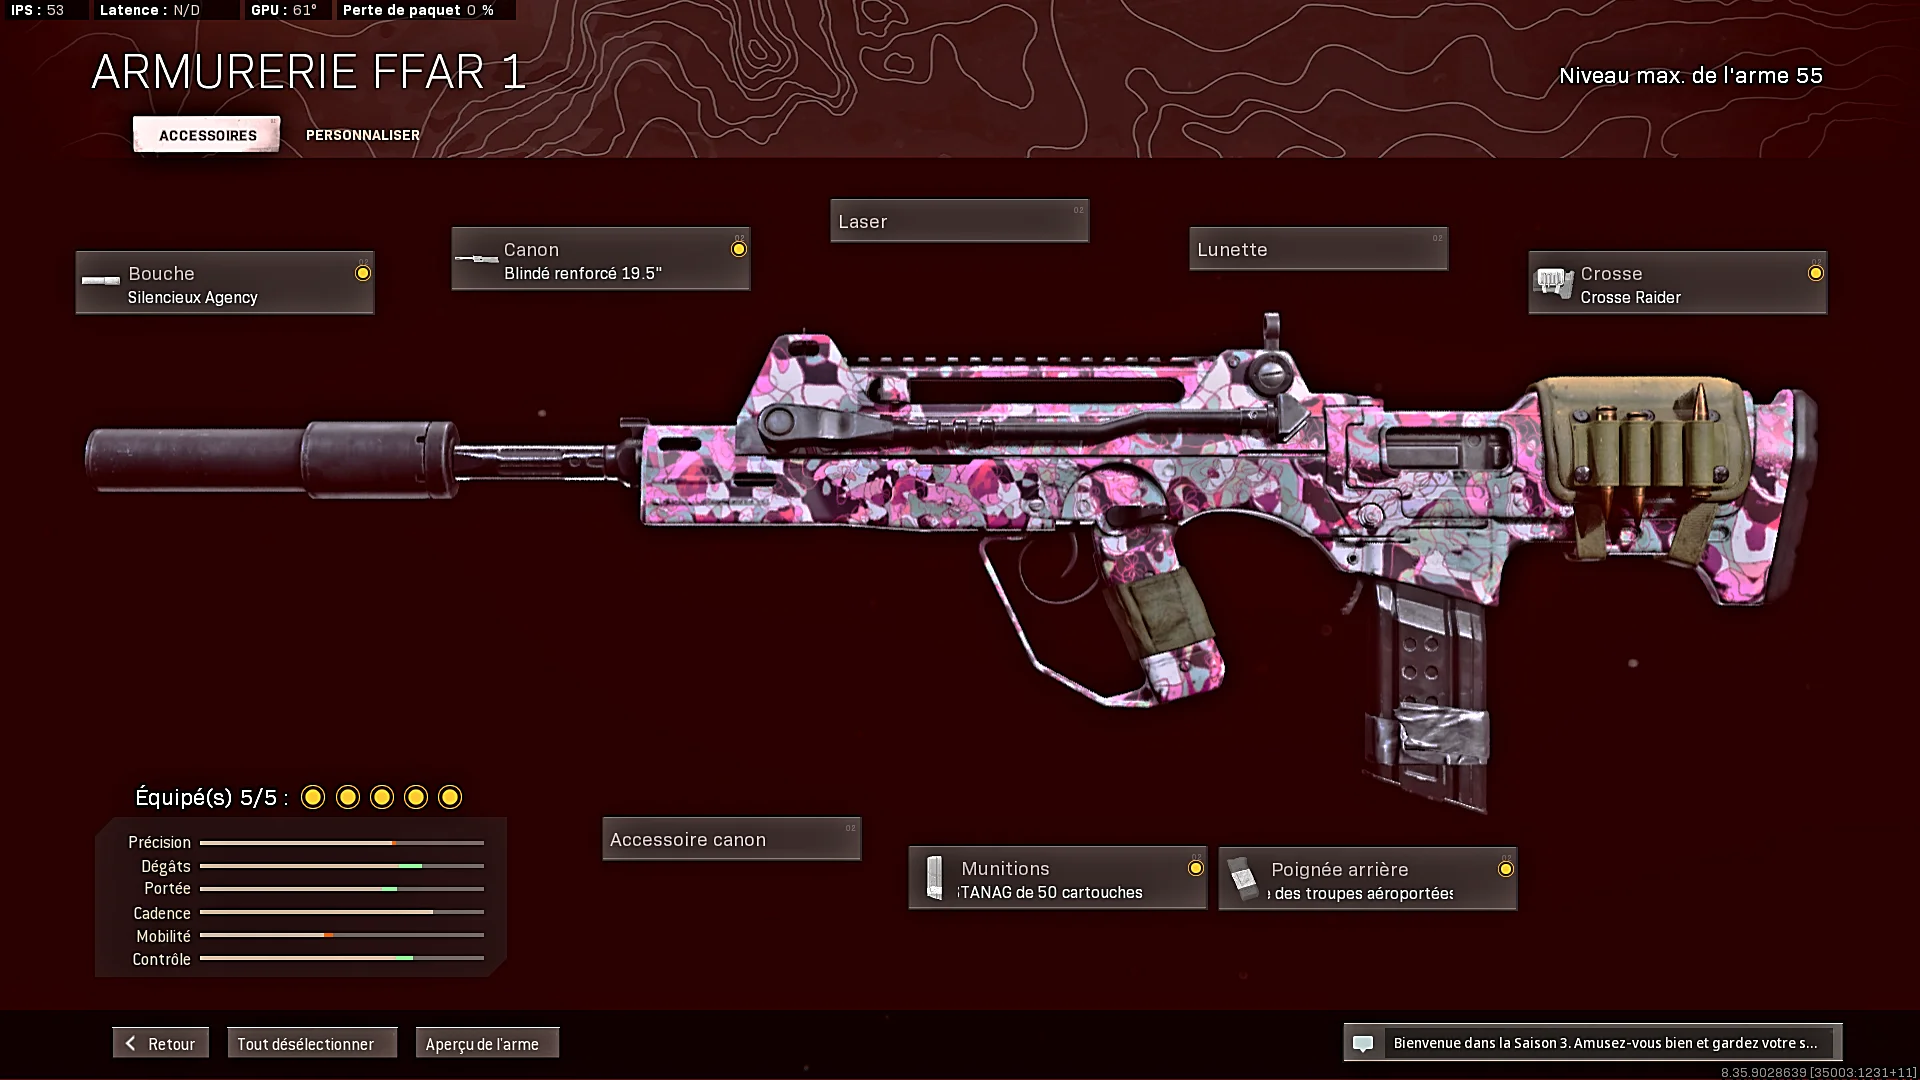 IPS : 53
Latence : N/D
GPU : 61°
Perte de paquet 0 %
ARMURERIE FFAR 1
Niveau max. de l'arme 55
ACCESSOIRES
PERSONNALISER
Laser
Canon
Blindé renforcé 19.5"
Lunette
Bouche
Silencieux Agency
Crosse
Crosse Raider
Équipé(s) 5/5 :
Précision
Dégâts
Portée
Cadence
Mobilité
Contrôle
Accessoire canon
Munitions
STANAG de 50 cartouches
Poignée arrière
des troupes aéroportées
Retour
Tout désélectionner
Aperçu de l'arme
Bienvenue dans la Saison 3. Amusez-vous bien et gardez votre s...
8.35.9028639 [35003:1231+11]